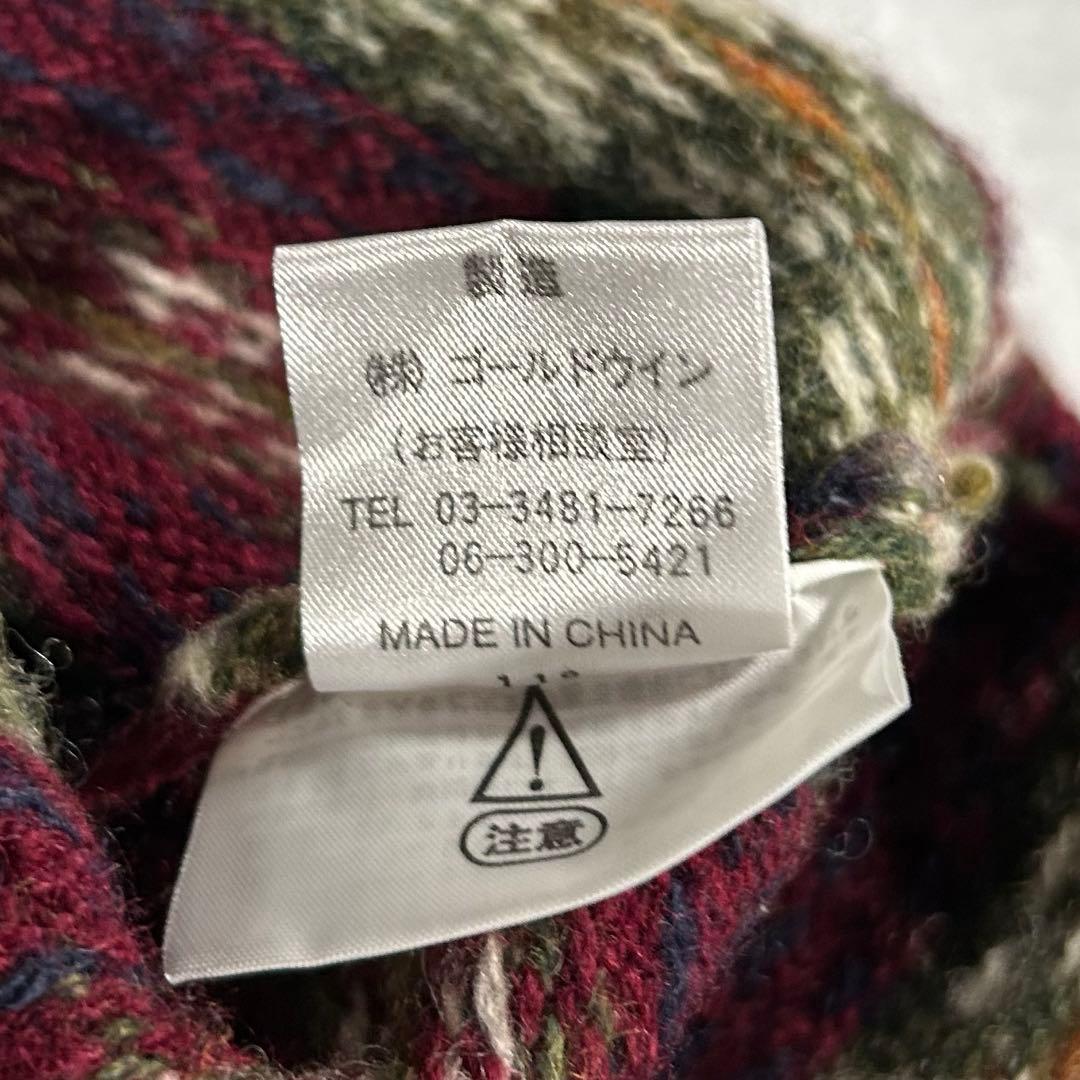 製造
㈱ ゴールドウイン
(お客様相談室)
TEL 03-3481-7266
06-300-5421
MADE IN CHINA
注意